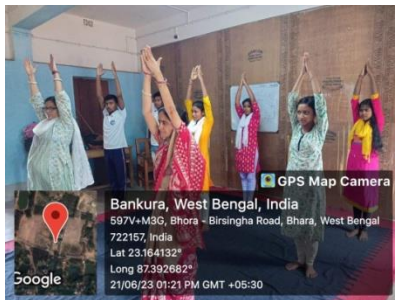 GPS Map Camera
Bankura, West Bengal, India
597V+M3G, Bhora - Birsingha Road, Bhara, West Bengal
722157, India
Lat 23.164132°
Long 87.392682°
21/06/23 01:21 PM GMT +05:30
Google